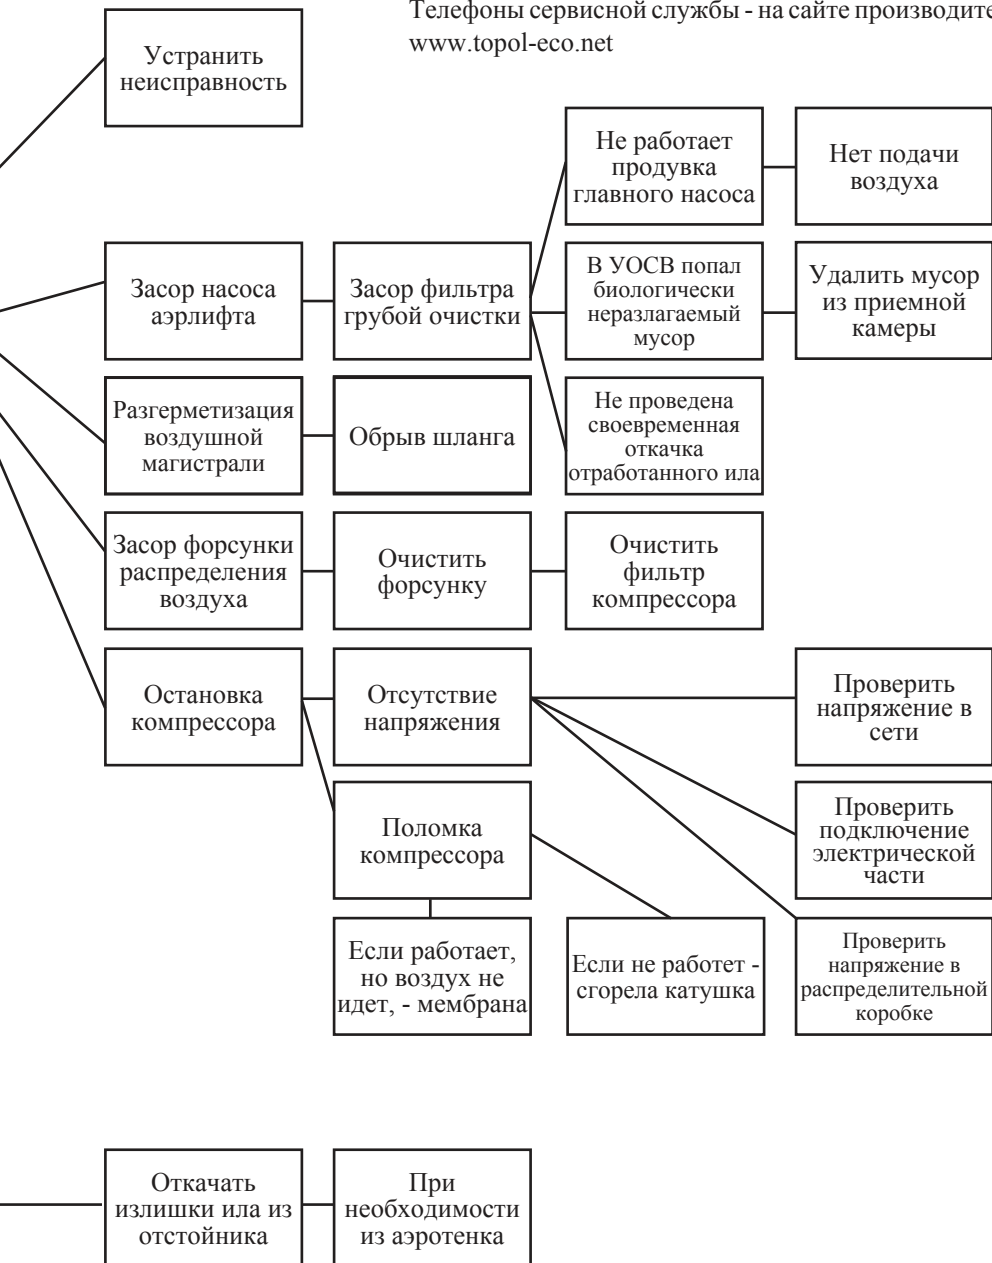 Телефоны сервисной службы - на сайте производите
www.topol-eco.net
Устранить
неисправность
Не работает
продувка
главного насоса
Нет подачи
воздуха
Засор насоса
аэрлифта
Засор фильтра
грубой очистки
В УОСВ попал
биологически
неразлагаемый
мусор
Удалить мусор
из приемной
камеры
Разгерметизация
воздушной
магистрали
Обрыв шланга
Не проведена
своевременная
откачка
отработанного ила
Засор форсунки
распределения
воздуха
Очистить
форсунку
Очистить
фильтр
компрессора
Остановка
компрессора
Отсутствие
напряжения
Проверить
напряжение в
сети
Поломка
компрессора
Проверить
подключение
электрической
части
Если работает,
но воздух не
идет, - мембрана
Если не работет -
сгорела катушка
Проверить
напряжение в
распределительной
коробке
Откачать
излишки ила из
отстойника
При
необходимости
из аэротенка